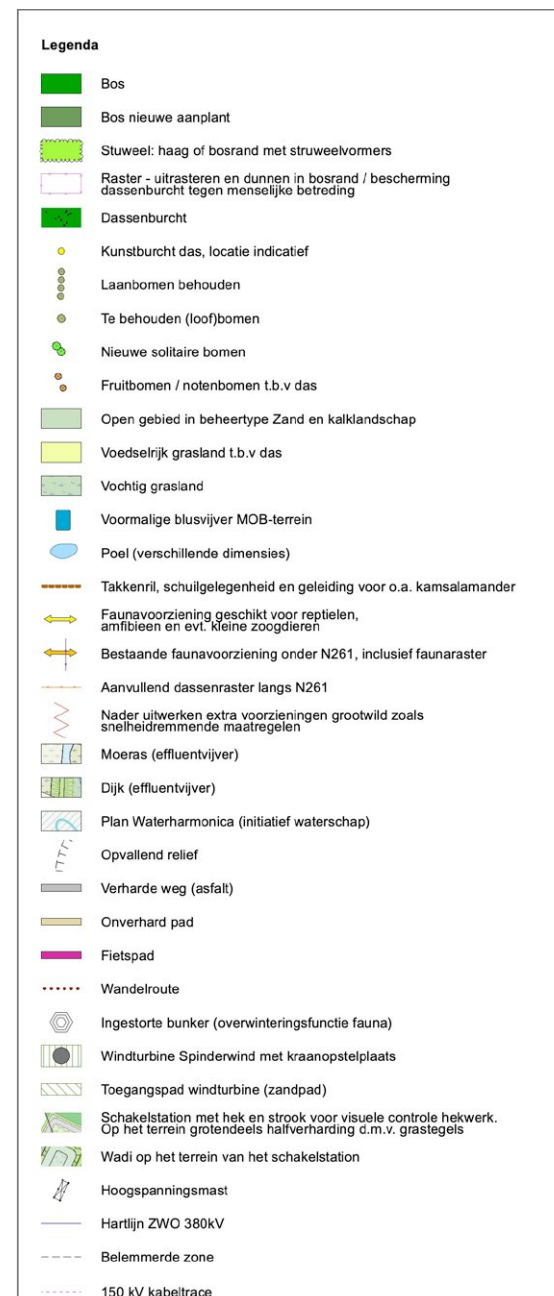 Legenda
Bos
Bos nieuwe aanplant
Stuweel: haag of bosrand met struweelvormers
Raster - uitrasteren en dunnen in bosrand / bescherming
dassenburcht tegen menselijke betreding
Dassenburcht
Kunstburcht das, locatie indicatief
Laanbomen behouden
Te behouden (loof)bomen
Nieuwe solitaire bomen
Fruitbomen / notenbomen t.b.v das
Open gebied in beheertype Zand en kalklandschap
Voedselrijk grasland t.b.v das
Vochtig grasland
Voormalige blusvijver MOB-terrein
Poel (verschillende dimensies)
Takkenril, schuilgelegenheid en geleiding voor o.a. kamsalamander
Faunavoorziening geschikt voor reptielen,
amfibieen en evt. kleine zoogdieren
Bestaande faunavoorziening onder N261, inclusief faunaraster
Aanvullend dassenraster langs N261
Nader uitwerken extra voorzieningen grootwild zoals
snelheidremmende maatregelen
Moeras (effluentvijver)
Dijk (effluentvijver)
Plan Waterharmonica (initiatief waterschap)
Opvallend relief
Verharde weg (asfalt)
Onverhard pad
Fietspad
Wandelroute
Ingestorte bunker (overwinteringsfunctie fauna)
Windturbine Spinderwind met kraanopstelplaats
Toegangspad windturbine (zandpad)
Schakelstation met hek en strook voor visuele controle hekwerk.
Op het terrein grotendeels halfverharding d.m.v. grastegels
Wadi op het terrein van het schakelstation
Hoogspanningsmast
Hartlijn ZWO 380kV
Belemmerde zone
150 kV kabeltrace